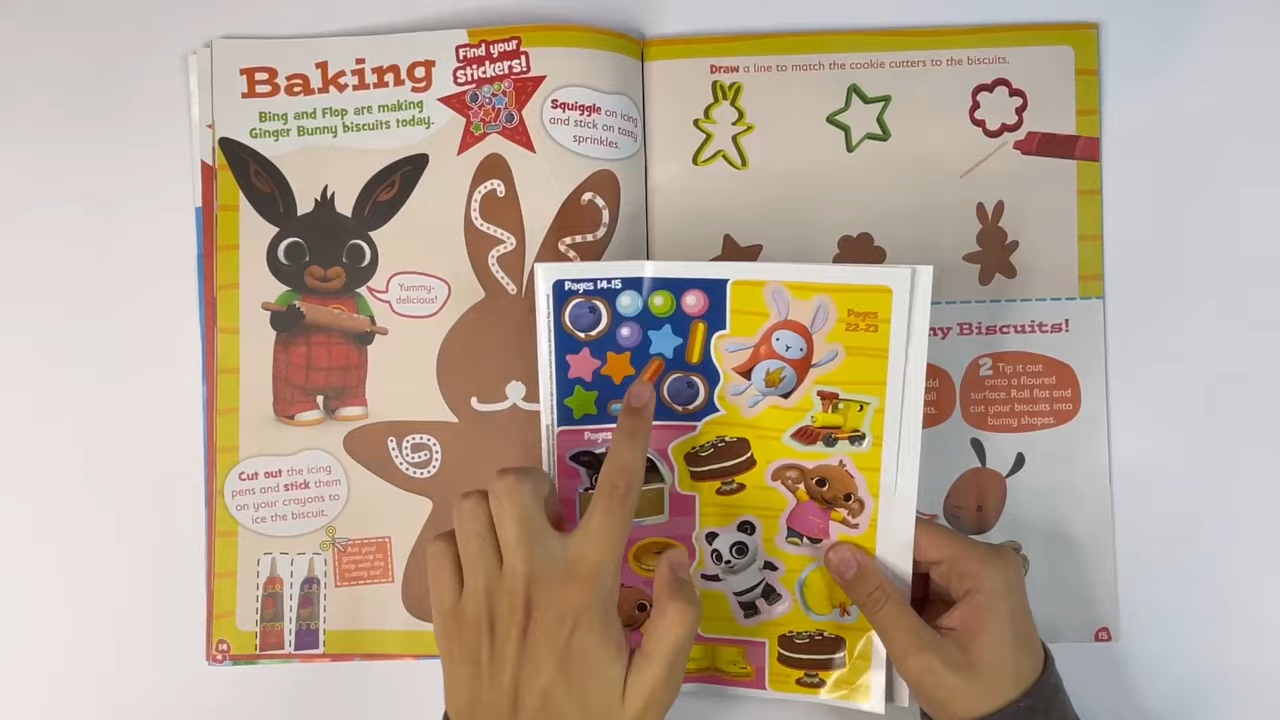 Baking
Bing and Flop are making
Ginger Bunny biscuits today.
Find your
stickers!
Squiggle on icing
and stick on tasty
sprinkles.
Yummy-
delicious!
Cut out the icing
pens and stick them
on your crayons to
ice the biscuit.
Ask your
grown-up to
help with the
cutting out!
14
4
Draw a line to match the cookie cutters to the biscuits.
Pages 14-15
Pages
22-23
Pages
ny Biscuits!
2 Tip it out
onto a floured
surface. Roll flat and
cut your biscuits into
bunny shapes.
15